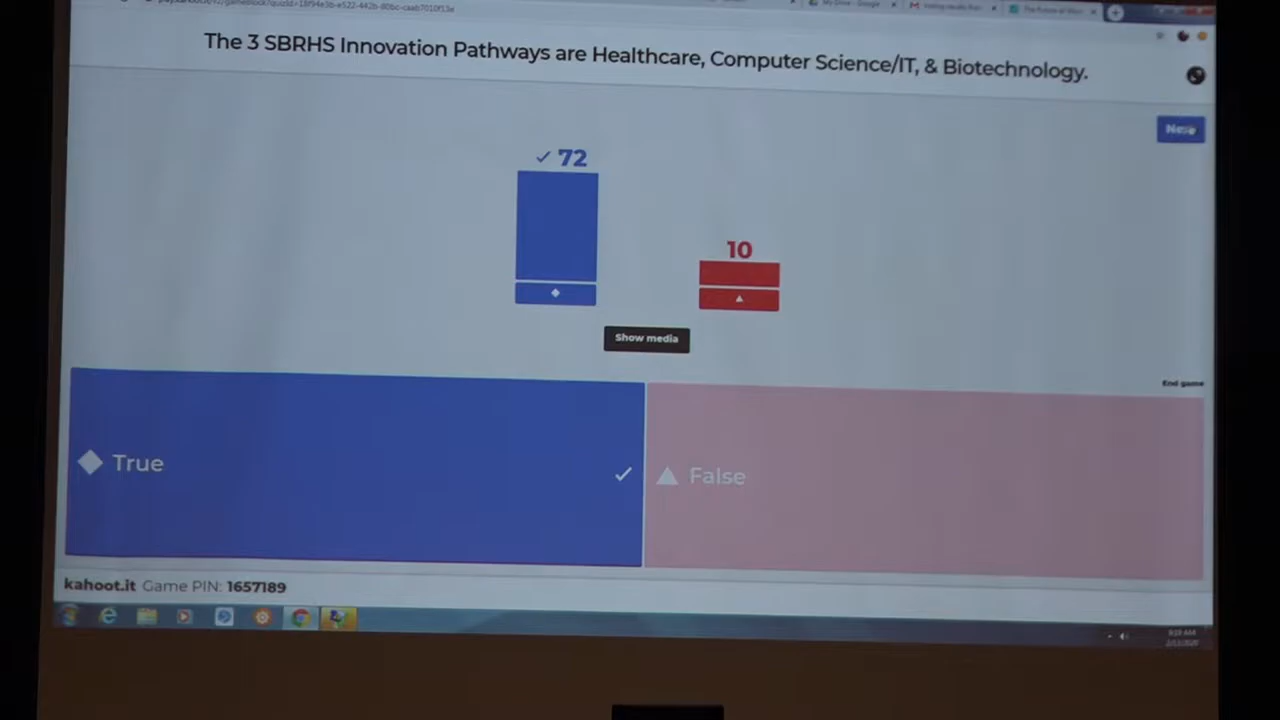 The 3 SBRHS Innovation Pathways are Healthcare, Computer Science/IT, & Biotechnology.
Next
72
10
Show media
End game
True
False
kahoot.it Game PIN: 1657189